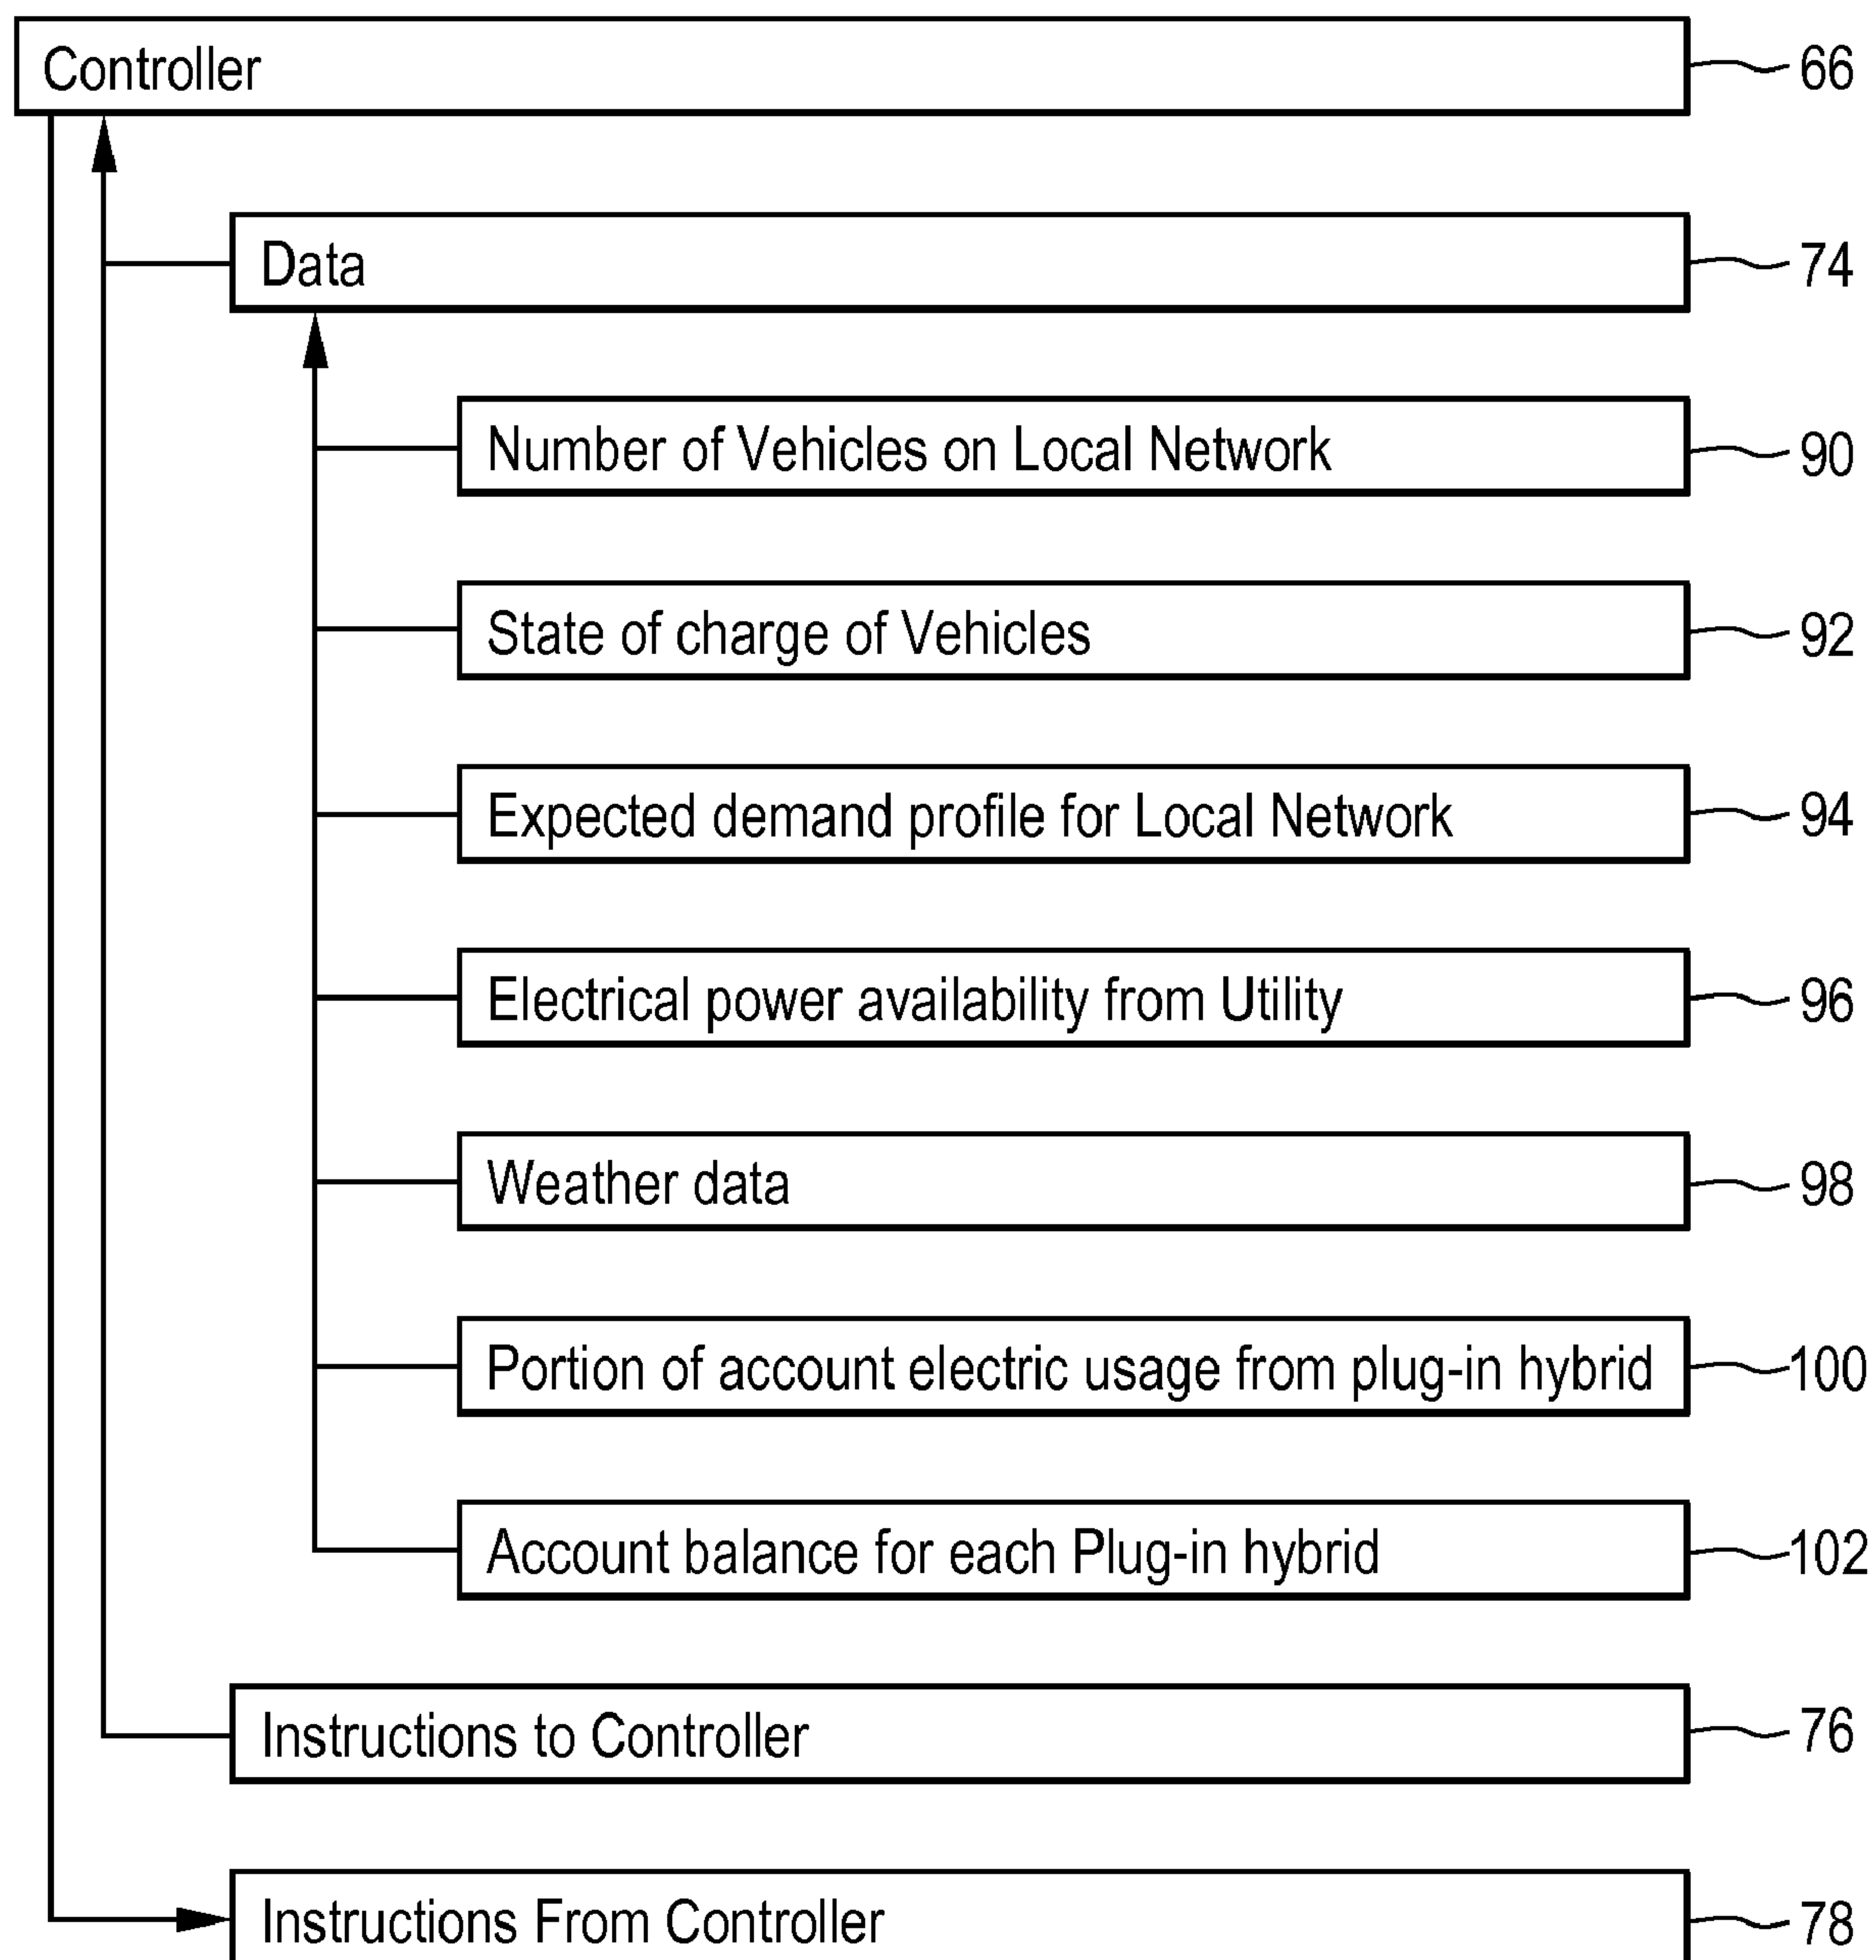 Controller 66
Data 74
Number of Vehicles on Local Network 90
State of charge of Vehicles 92
Expected demand profile for Local Network 94
Electrical power availability from Utility 96
Weather data 98
Portion of account electric usage from plug-in hybrid 100
Account balance for each Plug-in hybrid 102
Instructions to Controller 76
Instructions From Controller 78